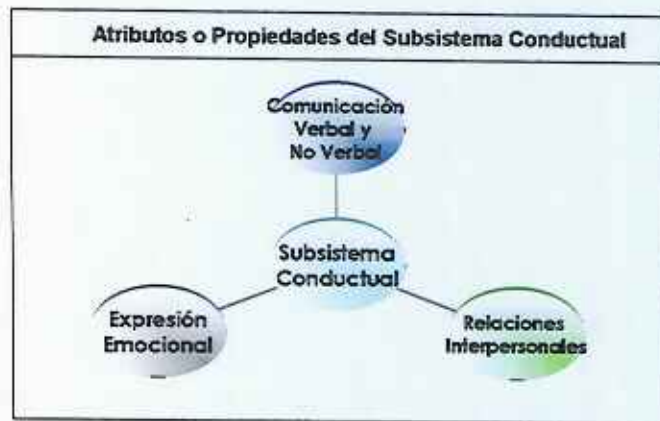 Atributos o Propiedades del Subsistema Conductual
Comunicación
Verbal y
No Verbal
Subsistema
Conductual
Expresión
Emocional
Relaciones
Interpersonales